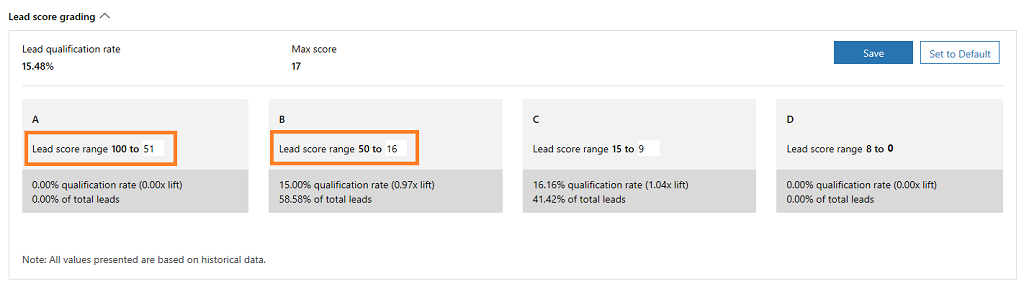 Lead score grading
Lead qualification rate
15.48%
Max score
17
Save
Set to Default
A
Lead score range 100 to 51
0.00% qualification rate (0.00x lift)
0.00% of total leads
B
Lead score range 50 to 16
15.00% qualification rate (0.97x lift)
58.58% of total leads
C
Lead score range 15 to 9
16.16% qualification rate (1.04x lift)
41.42% of total leads
D
Lead score range 8 to 0
0.00% qualification rate (0.00x lift)
0.00% of total leads
Note: All values presented are based on historical data.